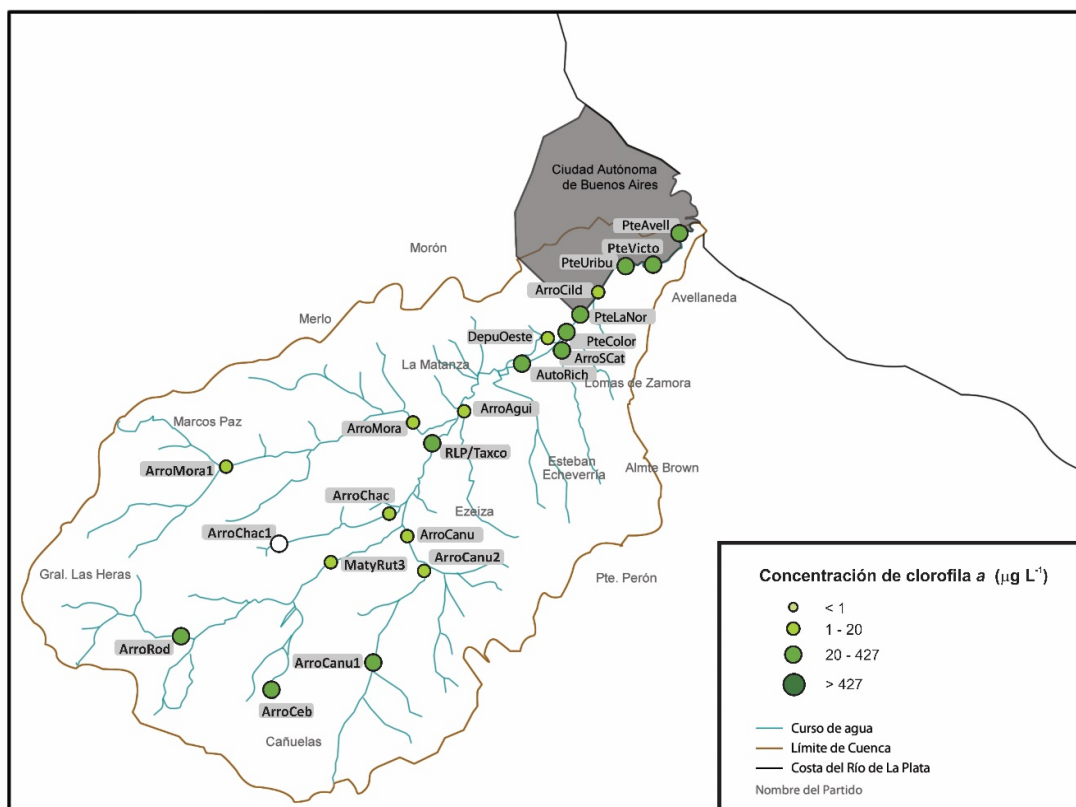 Ciudad Autónoma
de Buenos Aires
PteAvell
Morón
PteVicto
PteUribu
ArroCild
Avellaneda
Merlo
PteLaNor
DepuOeste
PteColor
ArroSCat
La Matanza
AutoRich
Lomas de Zamora
ArroAgui
Marcos Paz
ArroMora
RLP/Taxco
Esteban
Echeverría
Almte Brown
ArroMora1
ArroChac
Ezeiza
ArroChac1
ArroCanu
ArroCanu2
MatyRut3
Gral. Las Heras
Pte. Perón
ArroRod
ArroCanu1
ArroCeb
Cañuelas
Concentración de clorofila a (µg L-1)
< 1
1 - 20
20 - 427
> 427
Curso de agua
Límite de Cuenca
Costa del Río de La Plata
Nombre del Partido